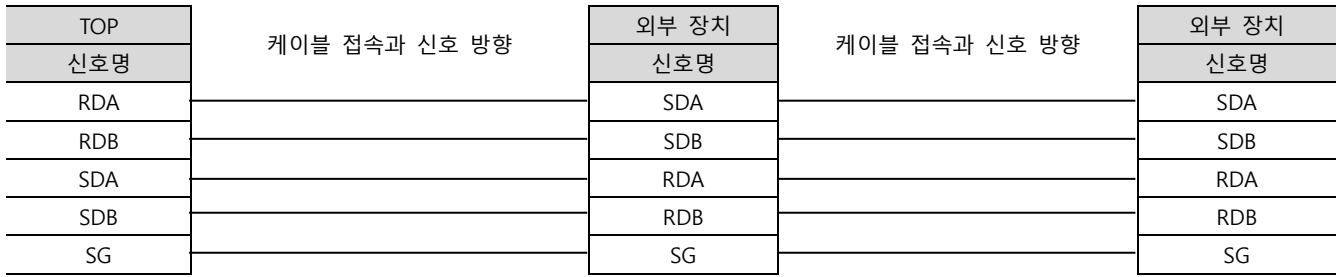 TOP 케이블 접속과 신호 방향 외부 장치 케이블 접속과 신호 방향 외부 장치
신호명 신호명 신호명
RDA SDA SDA
RDB SDB SDB
SDA RDA RDA
SDB RDB RDB
SG SG SG